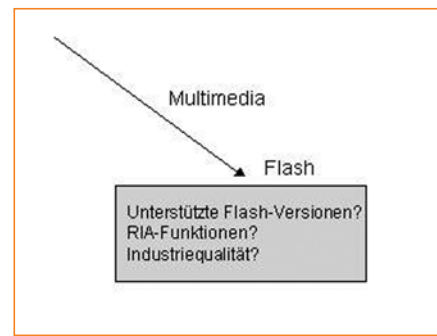 Multimedia
Flash
Unterstützte Flash-Versionen?
RIA-Funktionen?
Industriequalität?